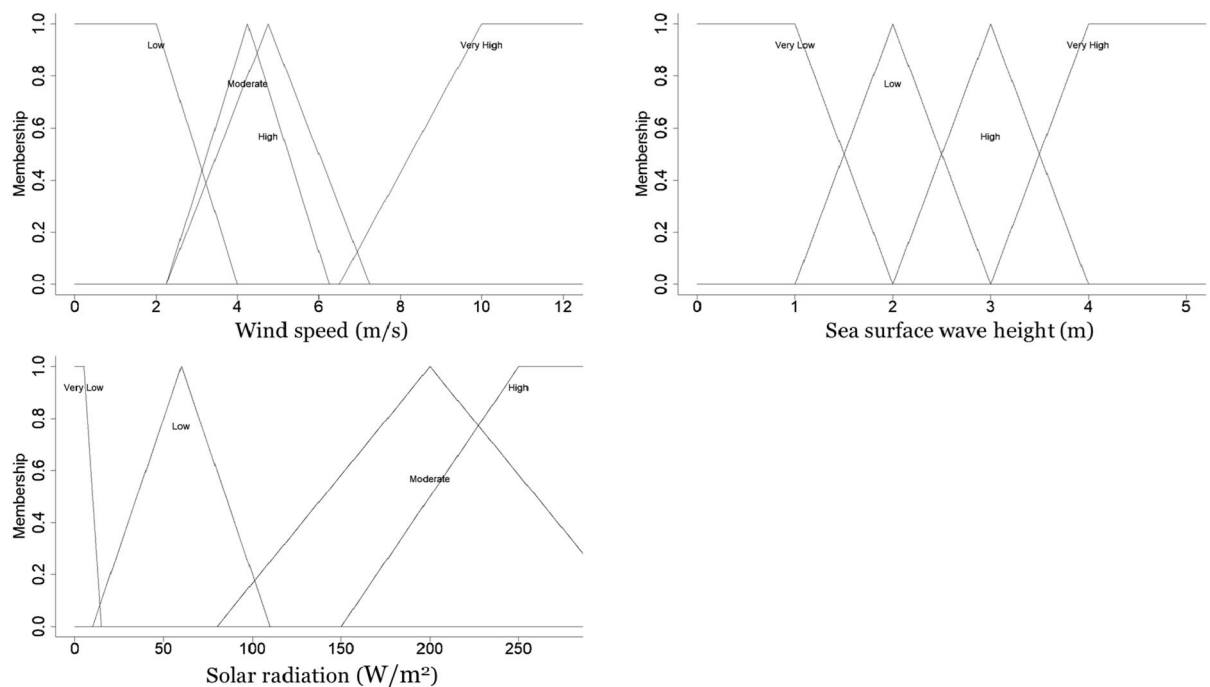 Membership
1.0
0.8
0.6
0.4
0.2
0.0
Low
Moderate
High
Very High
0 2 4 6 8 10 12
Wind speed (m/s)
Membership
1.0
0.8
0.6
0.4
0.2
0.0
Very Low
Low
High
Very High
0 1 2 3 4 5
Sea surface wave height (m)
Membership
1.0
0.8
0.6
0.4
0.2
0.0
Very Low
Low
Moderate
High
0 50 100 150 200 250
Solar radiation (W/m²)